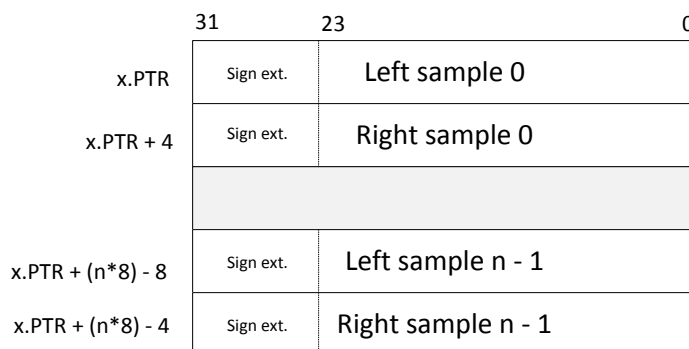 31 23 0
x.PTR Sign ext. Left sample 0
x.PTR + 4 Sign ext. Right sample 0
x.PTR + (n*8) - 8 Sign ext. Left sample n - 1
x.PTR + (n*8) - 4 Sign ext. Right sample n - 1